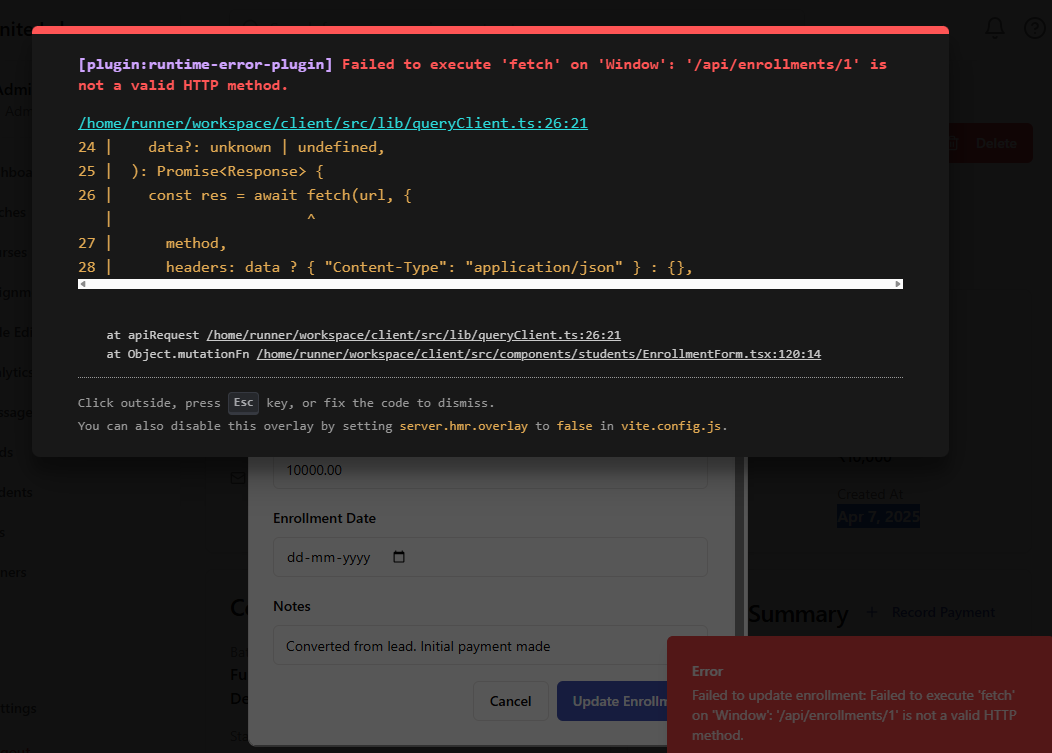 [plugin:runtime-error-plugin] Failed to execute 'fetch' on 'Window': '/api/enrollments/1' is
not a valid HTTP method.
/home/runner/workspace/client/src/lib/queryClient.ts:26:21
24 |    data?: unknown | undefined,
25 |  ): Promise<Response> {
26 |    const res = await fetch(url, {
   |                      ^
27 |      method,
28 |      headers: data ? { "Content-Type": "application/json" } : {},
at apiRequest /home/runner/workspace/client/src/lib/queryClient.ts:26:21
at Object.mutationFn /home/runner/workspace/client/src/components/students/EnrollmentForm.tsx:120:14
Click outside, press Esc key, or fix the code to dismiss.
You can also disable this overlay by setting server.hmr.overlay to false in vite.config.js.
Delete
10000.00
Enrollment Date
dd-mm-yyyy
Notes
Converted from lead. Initial payment made
Cancel
Update Enrollm
Created At
Apr 7, 2025
Summary
+ Record Payment
Error
Failed to update enrollment: Failed to execute 'fetch'
on 'Window': '/api/enrollments/1' is not a valid HTTP
method.